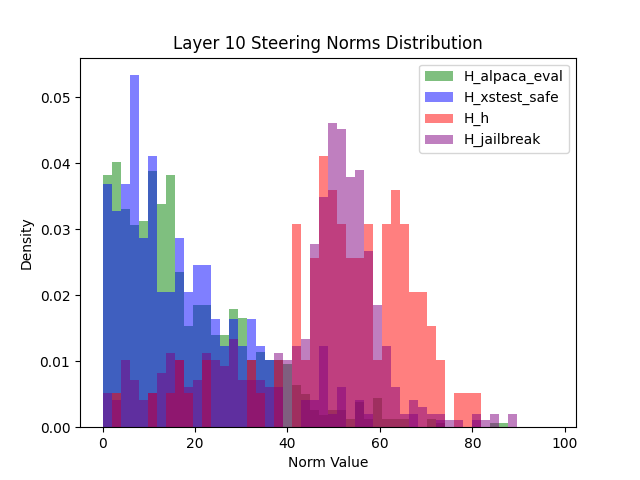 Layer 10 Steering Norms Distribution
H_alpaca_eval
H_xstest_safe
H_h
H_jailbreak
Density
0.05
0.04
0.03
0.02
0.01
0.00
0 20 40 60 80 100
Norm Value